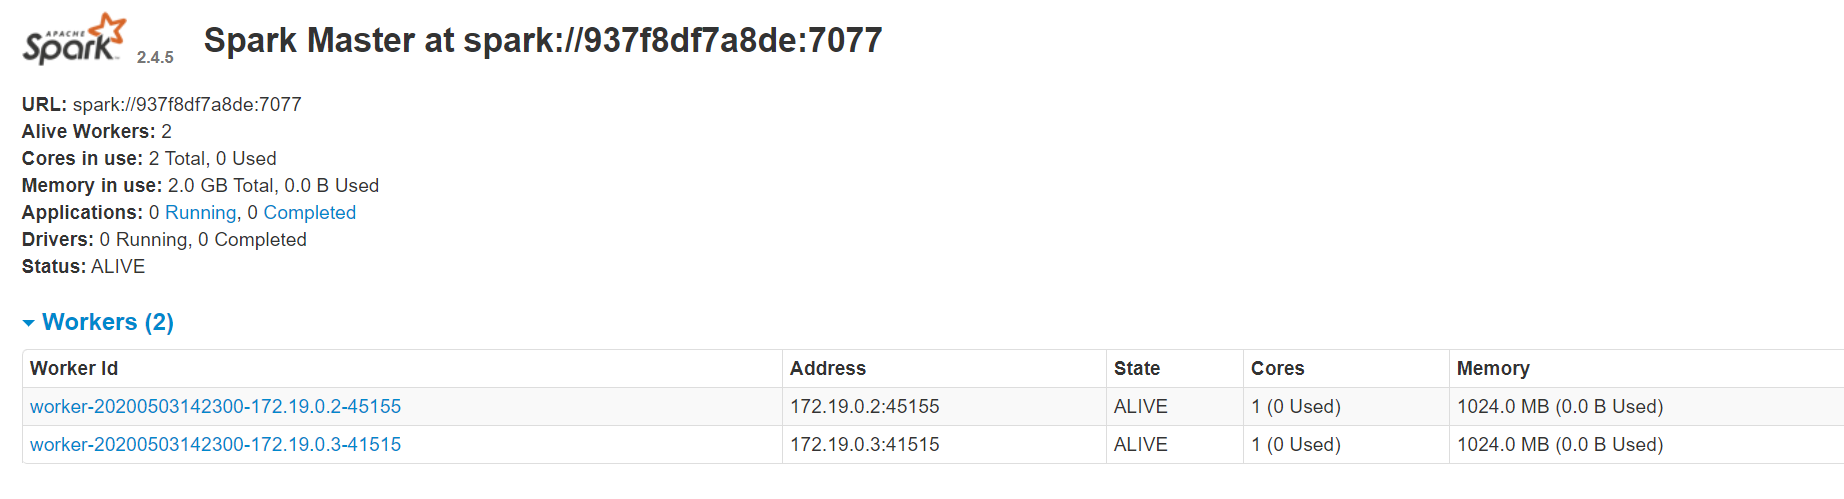 APACHE
Spark 2.4.5 Spark Master at spark://937f8df7a8de:7077
URL: spark://937f8df7a8de:7077
Alive Workers: 2
Cores in use: 2 Total, 0 Used
Memory in use: 2.0 GB Total, 0.0 B Used
Applications: 0 Running, 0 Completed
Drivers: 0 Running, 0 Completed
Status: ALIVE
Workers (2)
Worker Id Address State Cores Memory
worker-20200503142300-172.19.0.2-45155 172.19.0.2:45155 ALIVE 1 (0 Used) 1024.0 MB (0.0 B Used)
worker-20200503142300-172.19.0.3-41515 172.19.0.3:41515 ALIVE 1 (0 Used) 1024.0 MB (0.0 B Used)